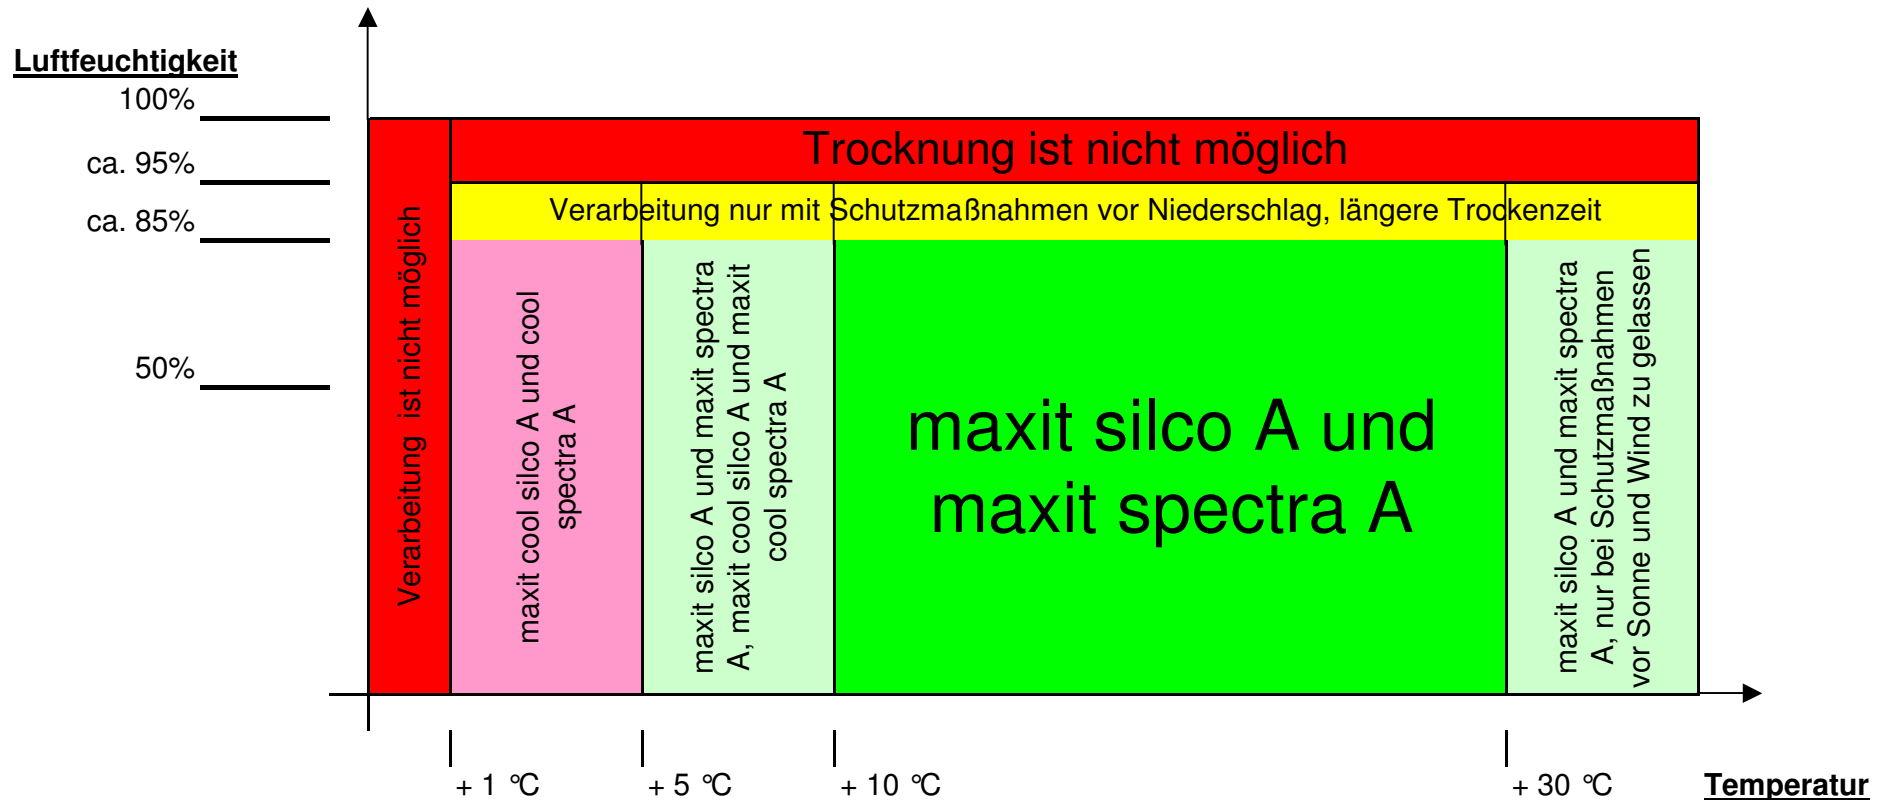 Luftfeuchtigkeit
100%
ca. 95%
ca. 85%
50%
Trocknung ist nicht möglich
Verarbeitung nur mit Schutzmaßnahmen vor Niederschlag, längere Trockenzeit
Verarbeitung ist nicht möglich
maxit cool silco A und cool
spectra A
maxit silco A und maxit spectra
A, maxit cool silco A und maxit
cool spectra A
maxit silco A und
maxit spectra A
maxit silco A und maxit spectra
A, nur bei Schutzmaßnahmen
vor Sonne und Wind zu gelassen
+ 1 °C
+ 5 °C
+ 10 °C
+ 30 °C
Temperatur